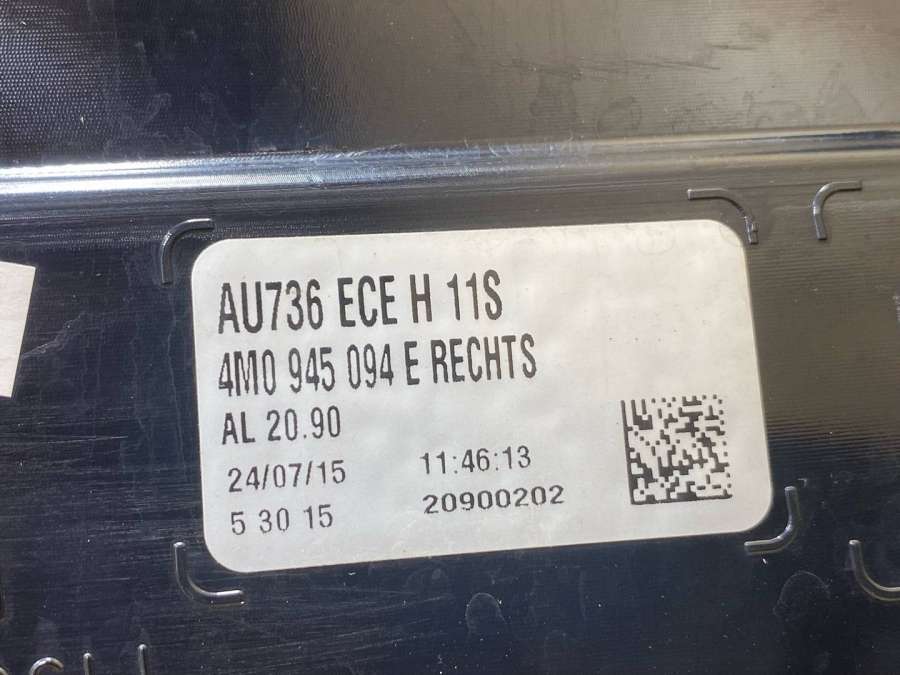 AU736 ECE H 11S
4M0 945 094 E RECHTS
AL 20.90
24/07/15 11:46:13
5 30 15 20900202